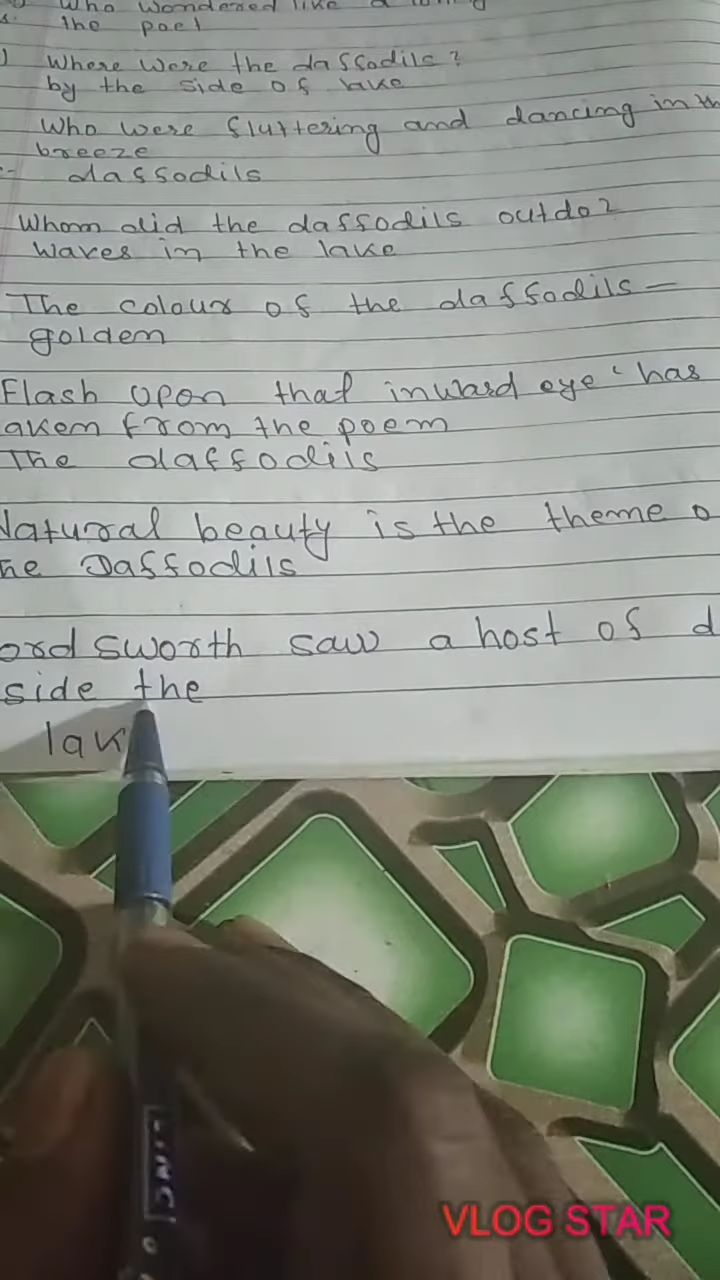 Who wondered like a
the poet
Where were the daffodils?
by the side of lake
Who were fluttering and dancing in
breeze
daffodils
Whom did the daffodils outdo?
waves in the lake
The colour of the daffodils —
golden
Flash upon that inward eye ' has
aken from the poem
The daffodils
Natural beauty is the theme o
he Daffodils
ordsworth saw a host of d
side the
lak
LINC
VLOG STAR